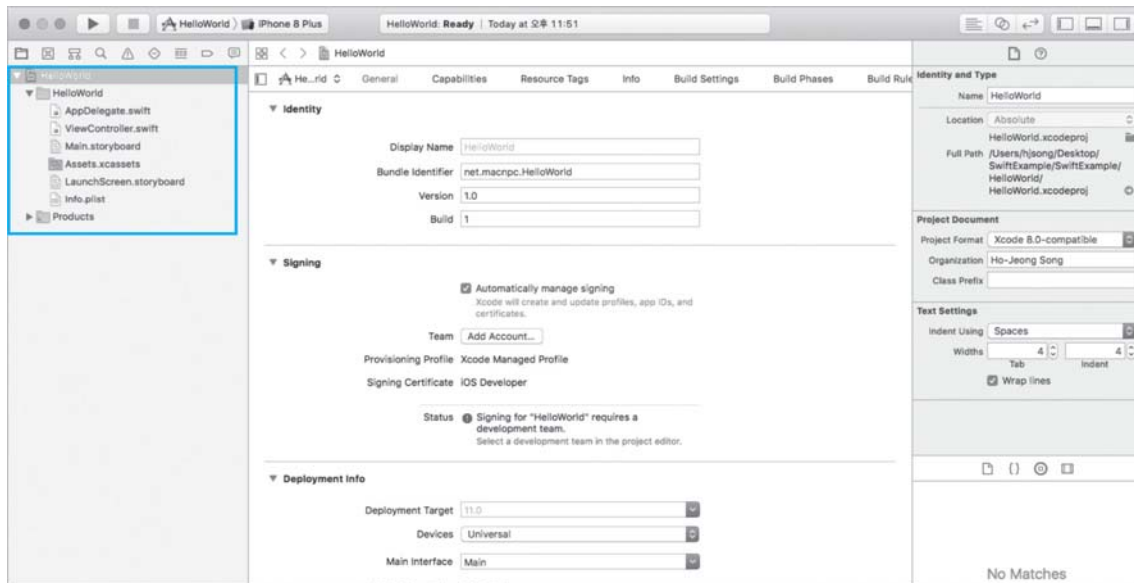 HelloWorld
iPhone 8 Plus
HelloWorld: Ready | Today at 오후 11:51
HelloWorld
HelloWorld
AppDelegate.swift
ViewController.swift
Main.storyboard
Assets.xcassets
LaunchScreen.storyboard
Info.plist
Products
HelloWorld
He...rld General Capabilities Resource Tags Info Build Settings Build Phases Build Rule
Identity
Display Name HelloWorld
Bundle Identifier net.macnpc.HelloWorld
Version 1.0
Build 1
Signing
Automatically manage signing
Xcode will create and update profiles, app IDs, and
certificates.
Team Add Account...
Provisioning Profile Xcode Managed Profile
Signing Certificate iOS Developer
Status Signing for "HelloWorld" requires a
development team.
Select a development team in the project editor.
Deployment Info
Deployment Target 11.0
Devices Universal
Main Interface Main
Identity and Type
Name HelloWorld
Location Absolute
HelloWorld.xcodeproj
Full Path /Users/hjsong/Desktop/
SwiftExample/SwiftExample/
HelloWorld/
HelloWorld.xcodeproj
Project Document
Project Format Xcode 8.0-compatible
Organization Ho-Jeong Song
Class Prefix
Text Settings
Indent Using Spaces
Widths 4 4
Tab Indent
Wrap lines
No Matches